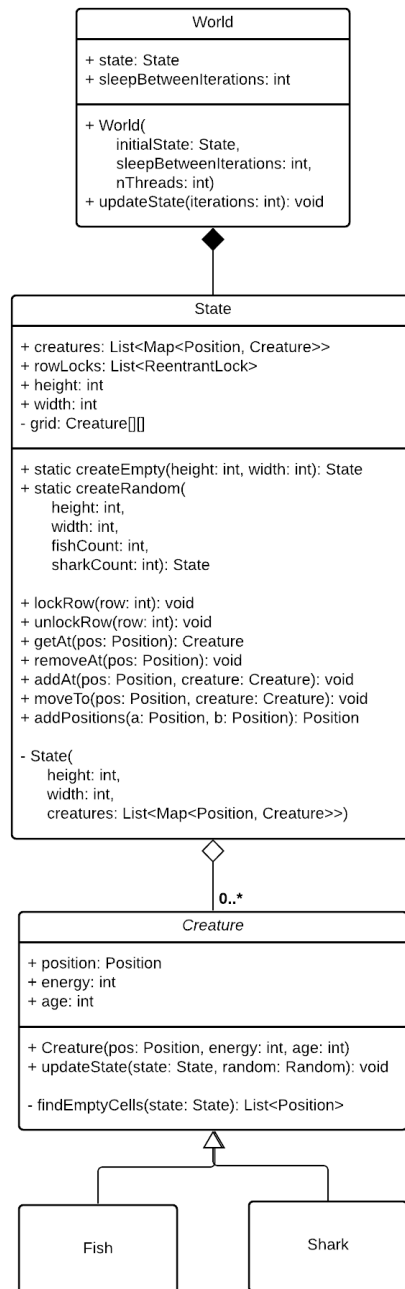 World
+ state: State
+ sleepBetweenIterations: int
+ World(
initialState: State,
sleepBetweenIterations: int,
nThreads: int)
+ updateState(iterations: int): void
State
+ creatures: List<Map<Position, Creature>>
+ rowLocks: List<ReentrantLock>
+ height: int
+ width: int
- grid: Creature[][]
+ static createEmpty(height: int, width: int): State
+ static createRandom(
height: int,
width: int,
fishCount: int,
sharkCount: int): State
+ lockRow(row: int): void
+ unlockRow(row: int): void
+ getAt(pos: Position): Creature
+ removeAt(pos: Position): void
+ addAt(pos: Position, creature: Creature): void
+ moveTo(pos: Position, creature: Creature): void
+ addPositions(a: Position, b: Position): Position
- State(
height: int,
width: int,
creatures: List<Map<Position, Creature>>)
0..*
Creature
+ position: Position
+ energy: int
+ age: int
+ Creature(pos: Position, energy: int, age: int)
+ updateState(state: State, random: Random): void
- findEmptyCells(state: State): List<Position>
Fish
Shark